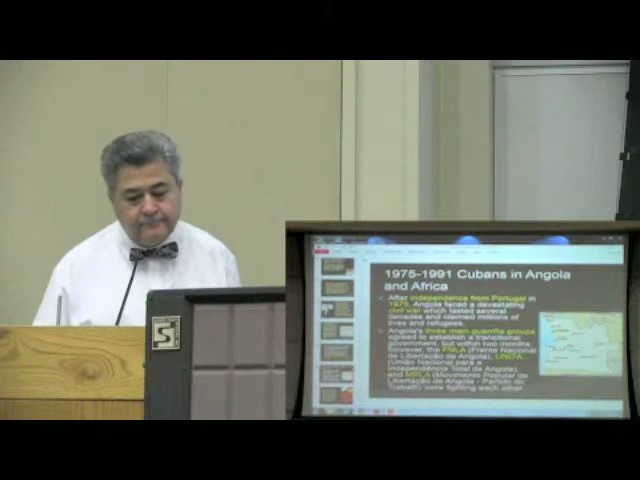 1975-1991 Cubans in Angola
and Africa
After independence from Portugal in
1975, Angola faced a devastating
civil war which lasted several
decades and claimed millions of
lives and refugees.
Angola's three main guerrilla groups
agreed to establish a transitional
government, but within two months,
however, the FNLA (Frente Nacional
de Libertação de Angola), UNITA
(União Nacional para a
Independência Total de Angola),
and MPLA (Movimento Popular de
Libertação de Angola - Partido do
Trabalh) were fighting each other
S